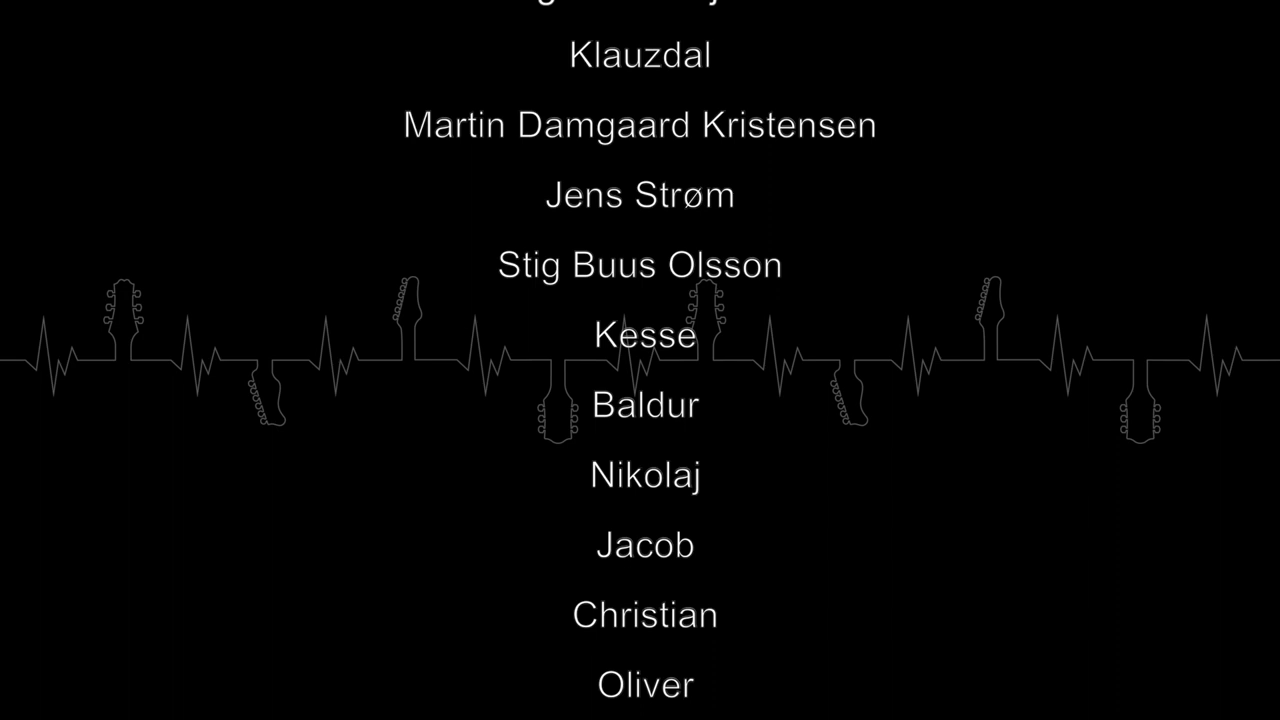 Klauzdal
Martin Damgaard Kristensen
Jens Strøm
Stig Buus Olsson
Kesse
Baldur
Nikolaj
Jacob
Christian
Oliver